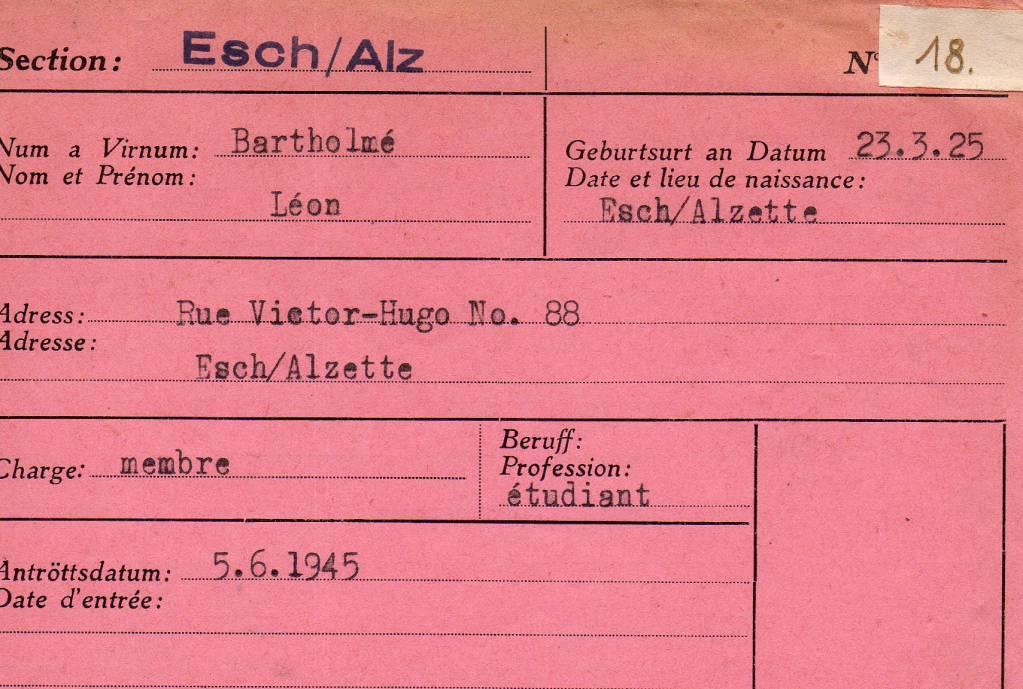 Section: Esch/Alz
N° 18.
Num a Virnum: Bartholmé
Nom et Prénom:
Léon
Geburtsurt an Datum 23.3.25
Date et lieu de naissance:
Esch/Alzette
Adress: Rue Victor-Hugo No. 88
Adresse:
Esch/Alzette
Charge: membre
Beruff:
Profession:
étudiant
Antröttsdatum: 5.6.1945
Date d'entrée: